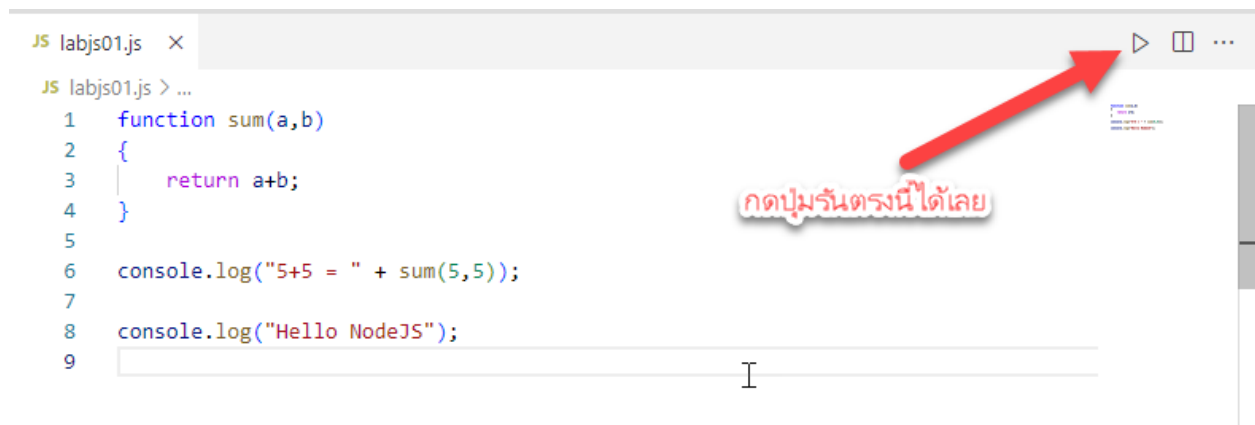 JS labjs01.js ×
JS labjs01.js > ...
1 function sum(a,b)
2 {
3 return a+b;
4 }
5
6 console.log("5+5 = " + sum(5,5));
7
8 console.log("Hello NodeJS");
9
กดปุ่มรันตรงนี้ได้เลย